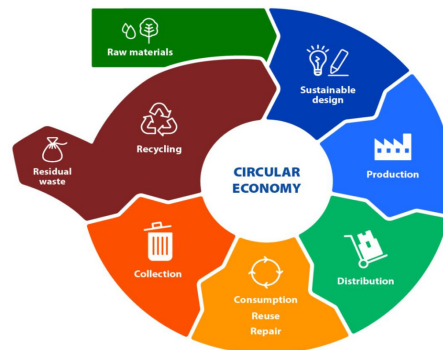 Raw materials
Sustainable
design
Production
Distribution
Consumption
Reuse
Repair
Collection
Recycling
Residual
waste
CIRCULAR
ECONOMY